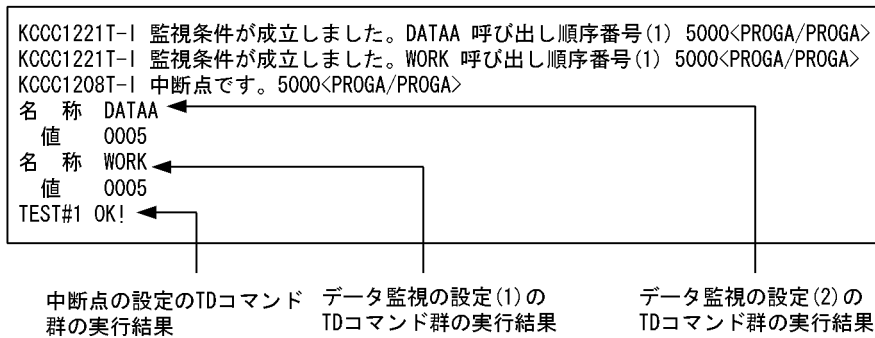 KCCC1221T-I 監視条件が成立しました。DATAA 呼び出し順序番号(1) 5000<PROGA/PROGA>
KCCC1221T-I 監視条件が成立しました。WORK 呼び出し順序番号(1) 5000<PROGA/PROGA>
KCCC1208T-I 中断点です。5000<PROGA/PROGA>
名 称 DATAA
値 0005
名 称 WORK
値 0005
TEST#1 OK!
中断点の設定のTDコマンド
群の実行結果
データ監視の設定(1)の
TDコマンド群の実行結果
データ監視の設定(2)の
TDコマンド群の実行結果